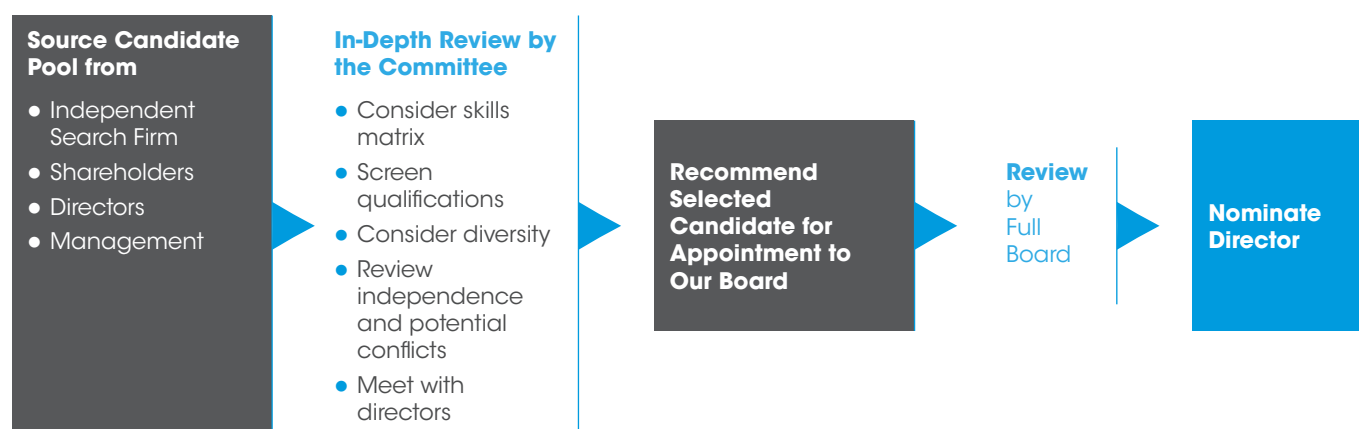 Source Candidate
Pool from
● Independent
Search Firm
● Shareholders
● Directors
● Management
In-Depth Review by
the Committee
● Consider skills
matrix
● Screen
qualifications
● Consider diversity
● Review
independence
and potential
conflicts
● Meet with
directors
Recommend
Selected
Candidate for
Appointment to
Our Board
Review
by
Full
Board
Nominate
Director